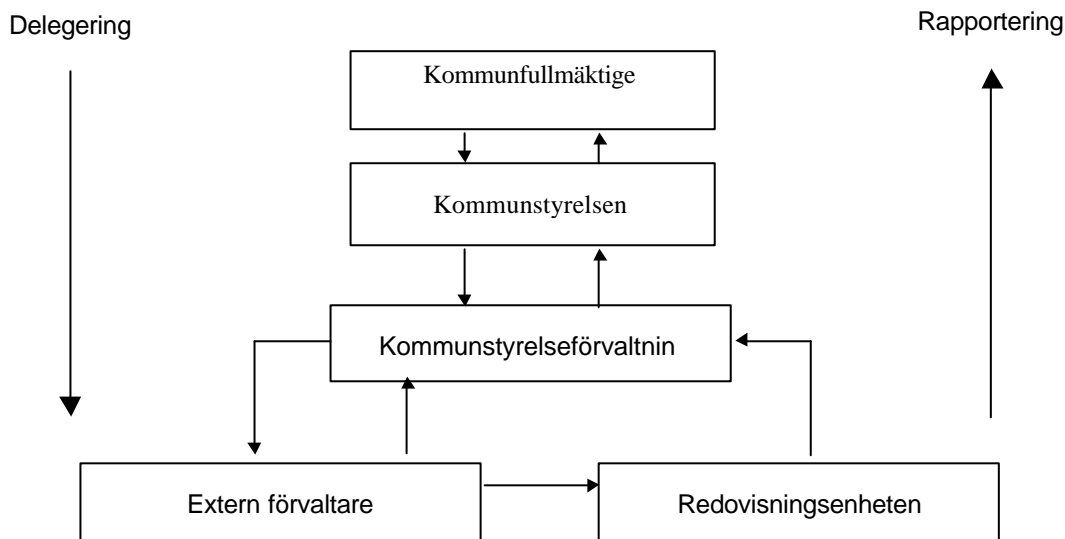 Delegering
Rapportering
Kommunfullmäktige
Kommunstyrelsen
Kommunstyrelseförvaltnin
Extern förvaltare
Redovisningsenheten